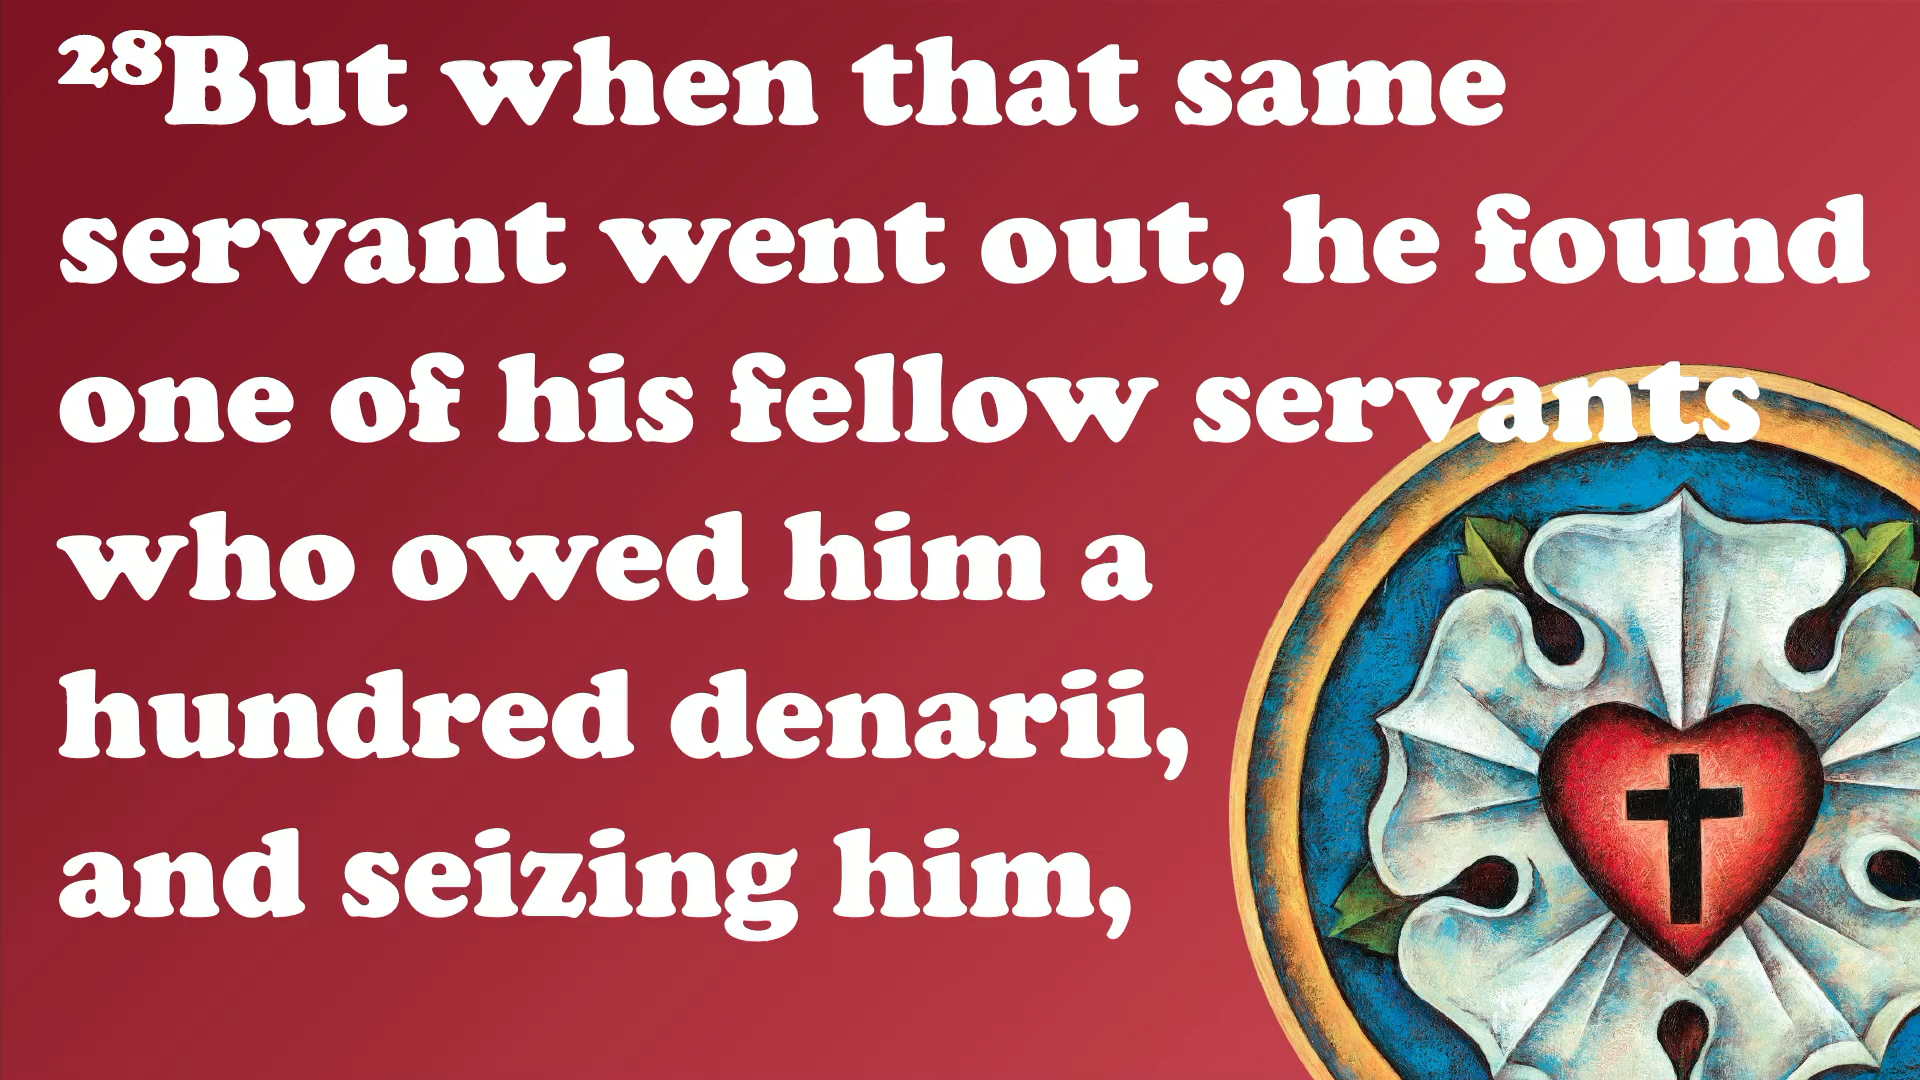 ²⁸But when that same
servant went out, he found
one of his fellow servants
who owed him a
hundred denarii,
and seizing him,